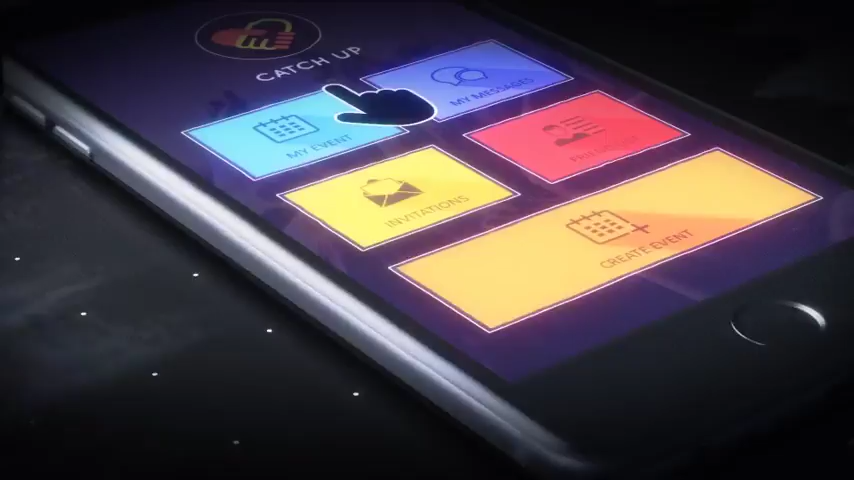 CATCH UP
MY MESSAGES
MY EVENT
INVITATIONS
CREATE EVENT